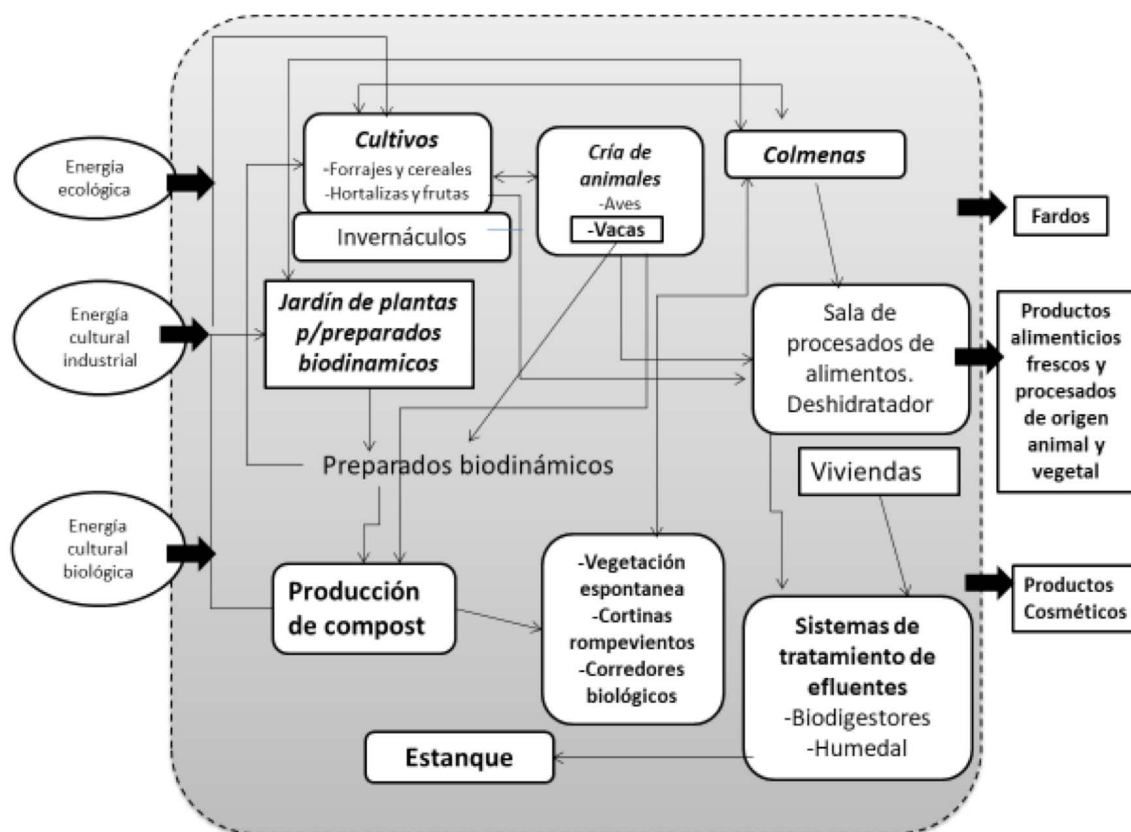 Energía
ecológica
Energía
cultural
industrial
Energía
cultural
biológica
Cultivos
-Forrajes y cereales
-Hortalizas y frutas
Invernáculos
Cría de
animales
-Aves
-Vacas
Colmenas
Jardín de plantas
p/preparados
biodinamicos
Sala de
procesados de
alimentos.
Deshidratador
Preparados biodinámicos
Viviendas
Producción
de compost
-Vegetación
espontanea
-Cortinas
rompevientos
-Corredores
biológicos
Sistemas de
tratamiento de
efluentes
-Biodigestores
-Humedal
Estanque
Fardos
Productos
alimenticios
frescos y
procesados
de origen
animal y
vegetal
Productos
Cosméticos